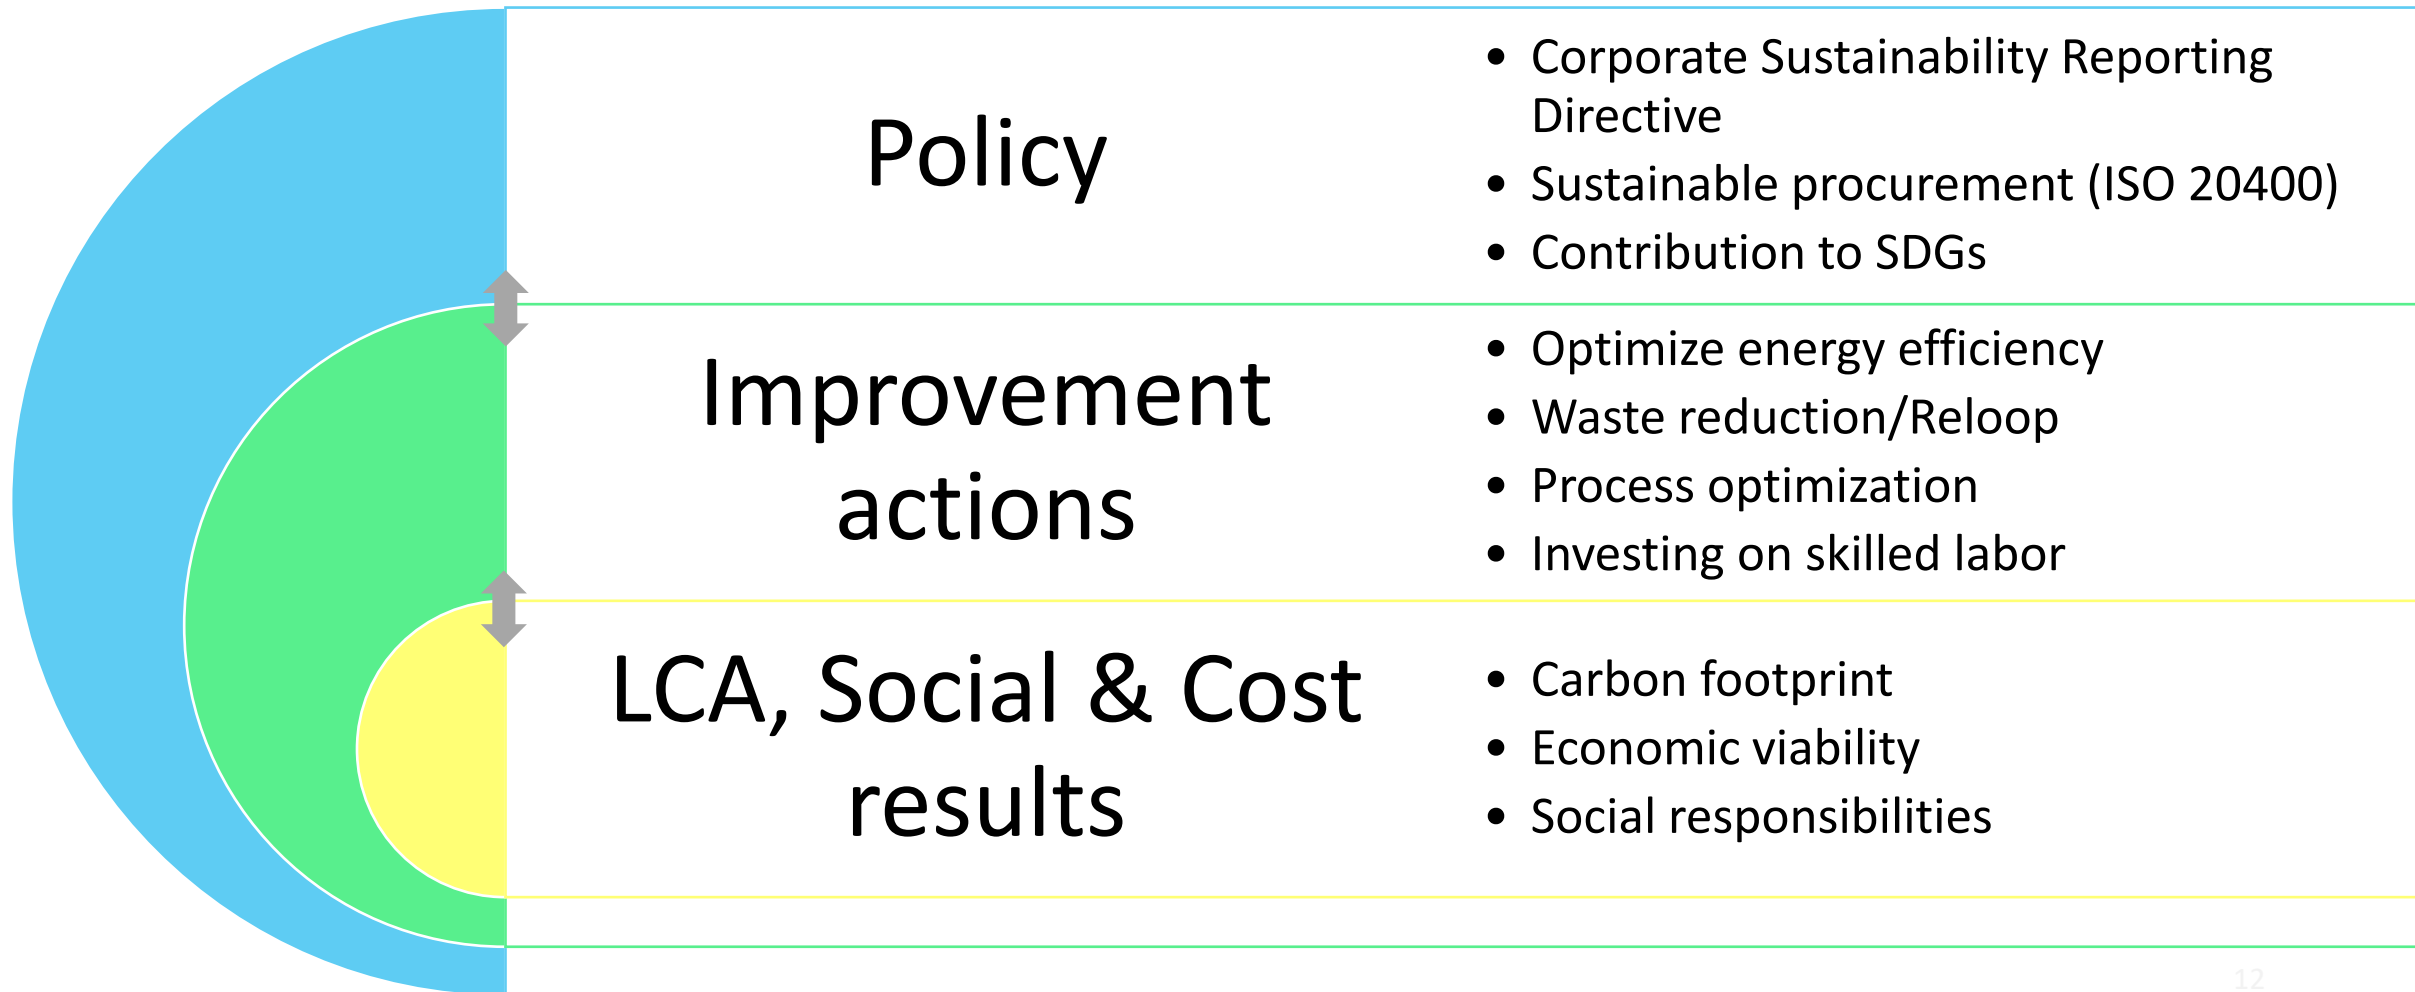 Policy
• Corporate Sustainability Reporting
Directive
• Sustainable procurement (ISO 20400)
• Contribution to SDGs
Improvement
actions
• Optimize energy efficiency
• Waste reduction/Reloop
• Process optimization
• Investing on skilled labor
LCA, Social & Cost
results
• Carbon footprint
• Economic viability
• Social responsibilities
12